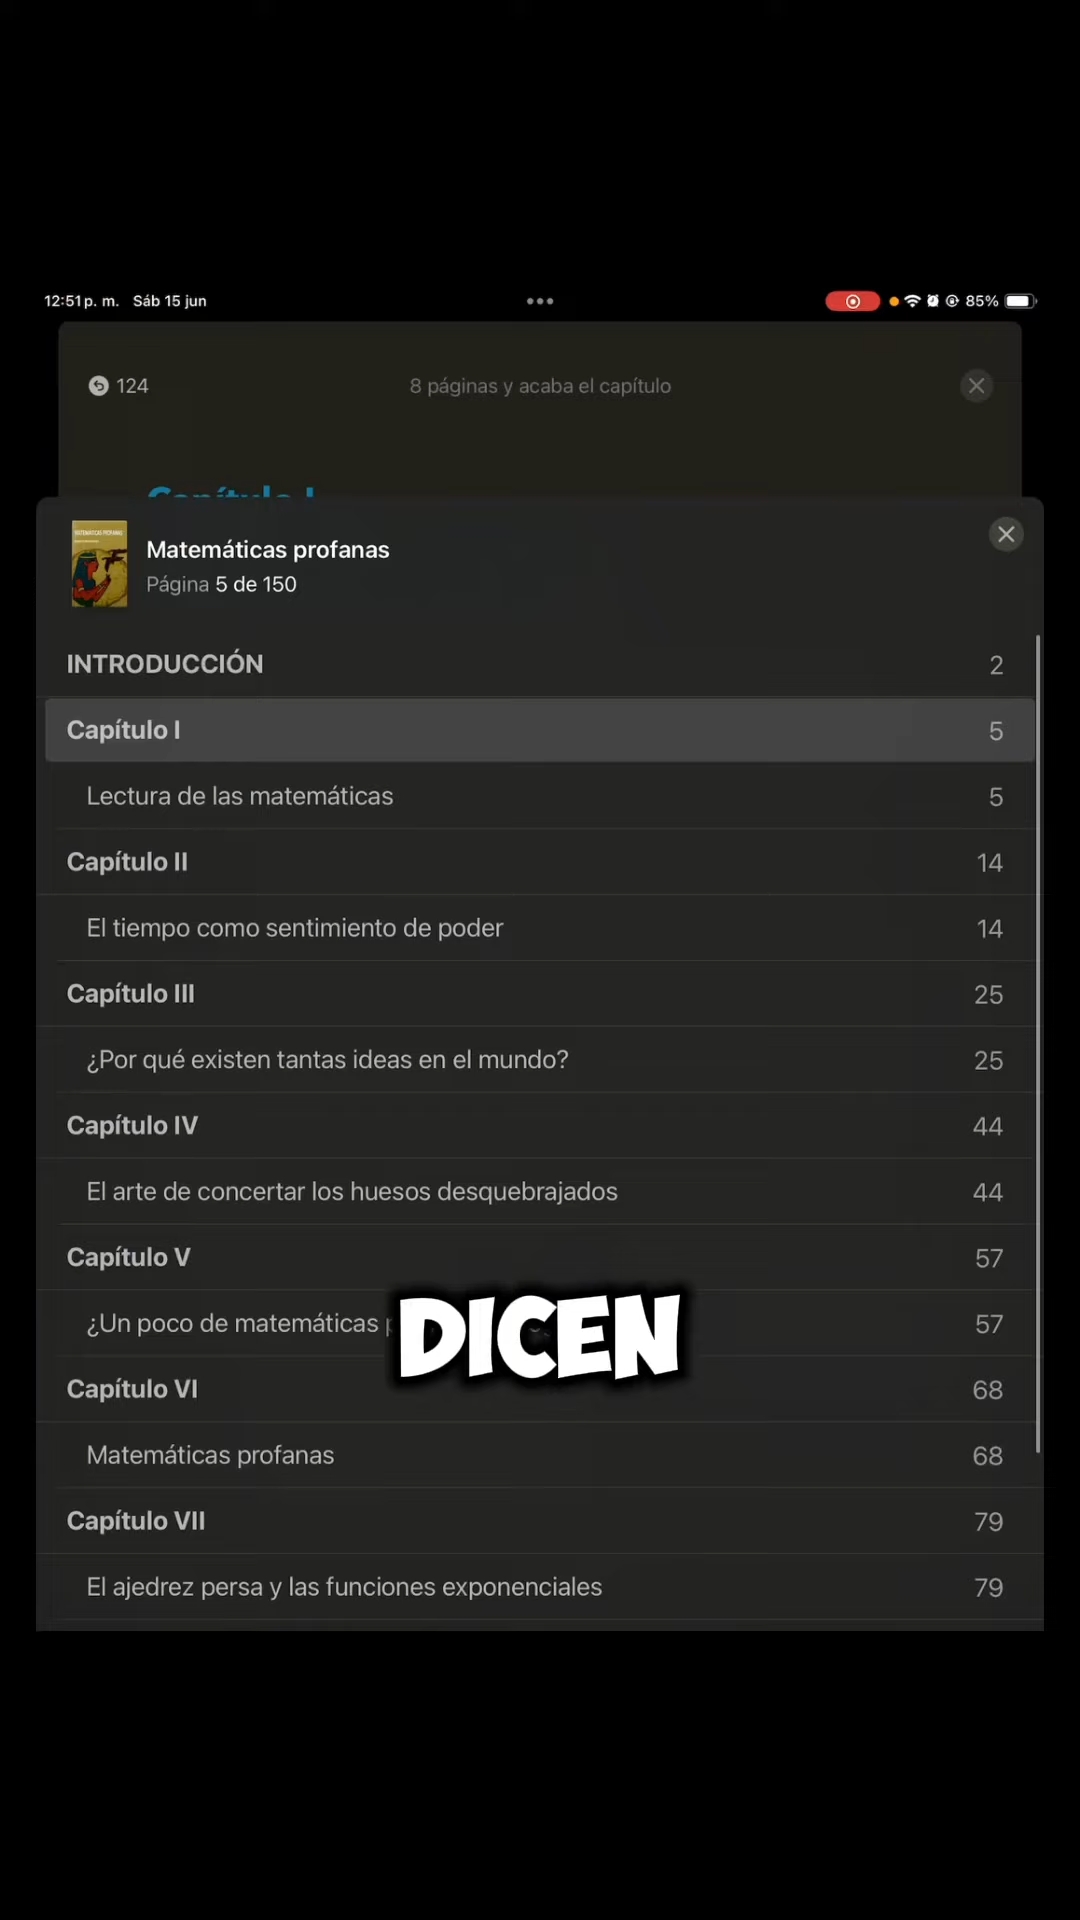 12:51 p. m. Sáb 15 jun
85%
124
8 páginas y acaba el capítulo
Capítulo I
Matemáticas profanas
Página 5 de 150
INTRODUCCIÓN 2
Capítulo I 5
Lectura de las matemáticas 5
Capítulo II 14
El tiempo como sentimiento de poder 14
Capítulo III 25
¿Por qué existen tantas ideas en el mundo? 25
Capítulo IV 44
El arte de concertar los huesos desquebrajados 44
Capítulo V 57
¿Un poco de matemáticas 57
DICEN
Capítulo VI 68
Matemáticas profanas 68
Capítulo VII 79
El ajedrez persa y las funciones exponenciales 79